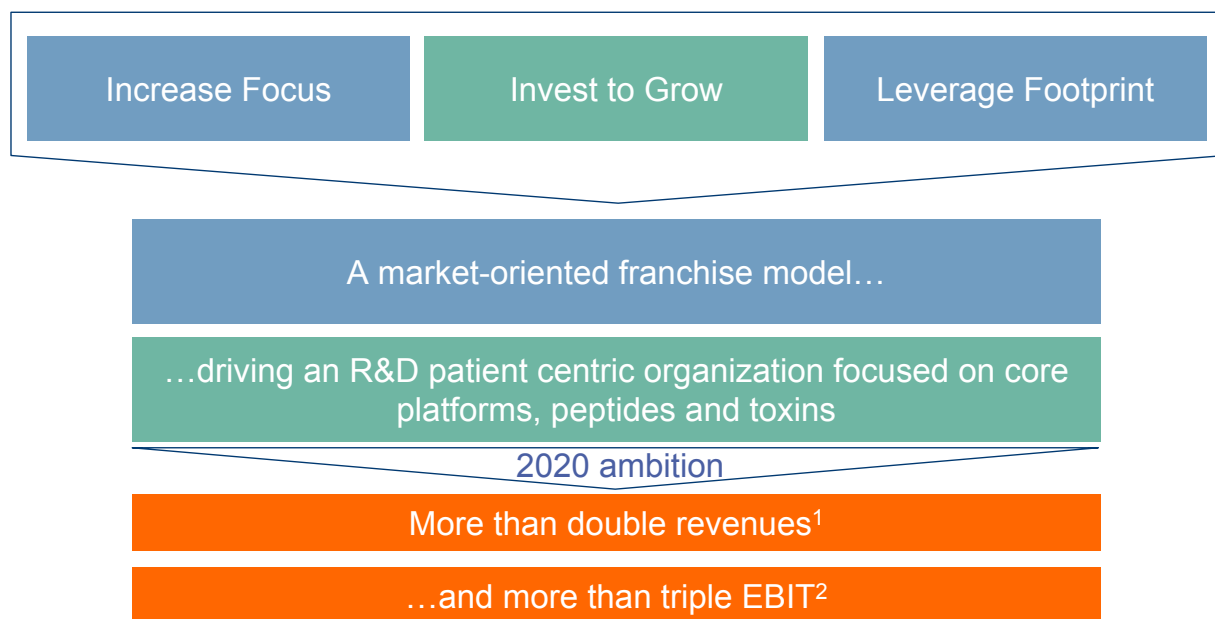 Increase Focus
Invest to Grow
Leverage Footprint
A market-oriented franchise model…
…driving an R&D patient centric organization focused on core
platforms, peptides and toxins
2020 ambition
More than double revenues¹
…and more than triple EBIT²